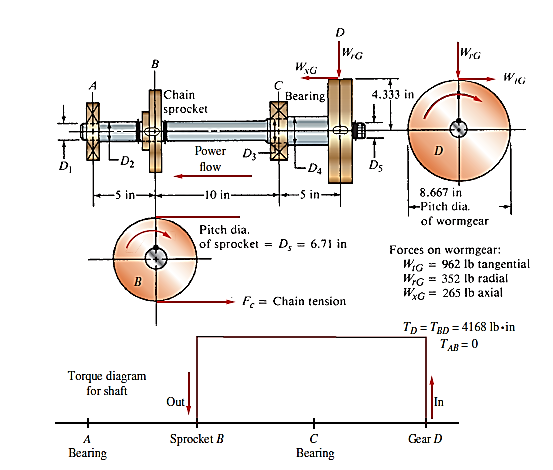 D
W_rG
W_xG
B
A
Chain
sprocket
C
Bearing
4.333 in
W_rG
W_tG
D
D_1
D_2
Power
flow
D_3
D_4
D_5
5 in
10 in
5 in
8.667 in
Pitch dia.
of wormgear
Pitch dia.
of sprocket = D_s = 6.71 in
B
F_c = Chain tension
Forces on wormgear:
W_tG = 962 lb tangential
W_rG = 352 lb radial
W_xG = 265 lb axial
T_D = T_BD = 4168 lb•in
T_AB = 0
Torque diagram
for shaft
Out
In
A
Bearing
Sprocket B
C
Bearing
Gear D